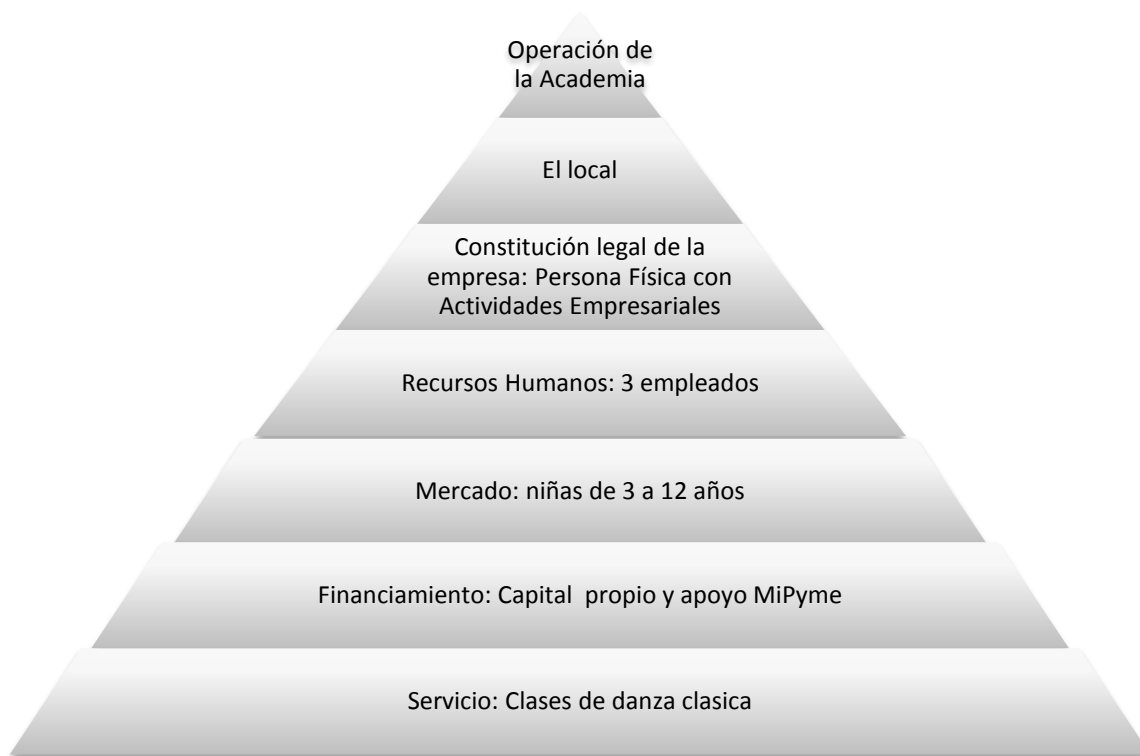 Operación de
la Academia
El local
Constitución legal de la
empresa: Persona Física con
Actividades Empresariales
Recursos Humanos: 3 empleados
Mercado: niñas de 3 a 12 años
Financiamiento: Capital  propio y apoyo MiPyme
Servicio: Clases de danza clasica